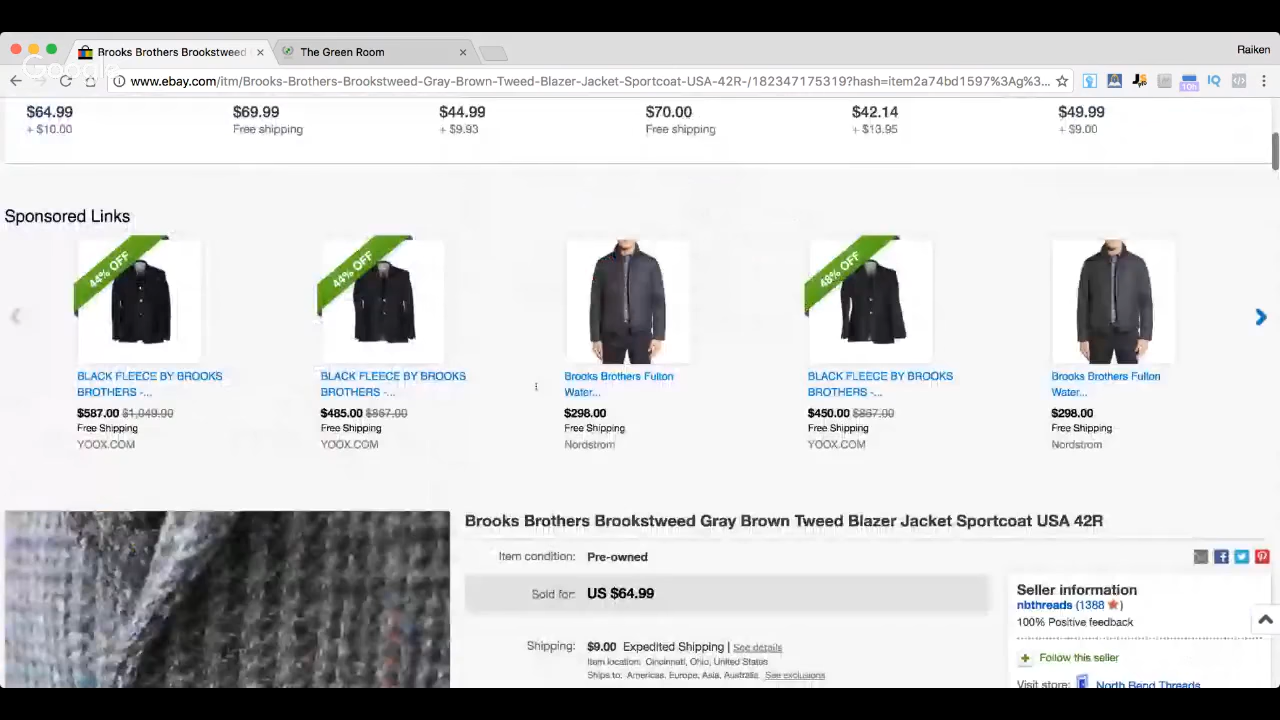 Brooks Brothers Brookstweed
The Green Room
Raiken
Google
www.ebay.com/itm/Brooks-Brothers-Brookstweed-Gray-Brown-Tweed-Blazer-Jacket-Sportcoat-USA-42R-/182347175319?hash=item2a74bd1597%3Ag%3...
10h
IQ
$64.99 $69.99 $44.99 $70.00 $42.14 $49.99
+ $10.00 Free shipping + $9.93 Free shipping + $13.95 + $9.00
Sponsored Links
44% OFF 44% OFF 48% OFF
BLACK FLEECE BY BROOKS BLACK FLEECE BY BROOKS Brooks Brothers Fulton BLACK FLEECE BY BROOKS Brooks Brothers Fulton
BROTHERS -... BROTHERS -... Water... BROTHERS -... Water...
$587.00 $1,049.00 $485.00 $867.00 $298.00 $450.00 $867.00 $298.00
Free Shipping Free Shipping Free Shipping Free Shipping Free Shipping
YOOX.COM YOOX.COM Nordstrom YOOX.COM Nordstrom
Brooks Brothers Brookstweed Gray Brown Tweed Blazer Jacket Sportcoat USA 42R
Item condition: Pre-owned
Sold for: US $64.99
Shipping: $9.00 Expedited Shipping | See details
Item location: Cincinnati, Ohio, United States
Ships to: Americas, Europe, Asia, Australia See exclusions
Seller information
nbthreads (1388)
100% Positive feedback
Follow this seller
Visit store: North Bend Threads